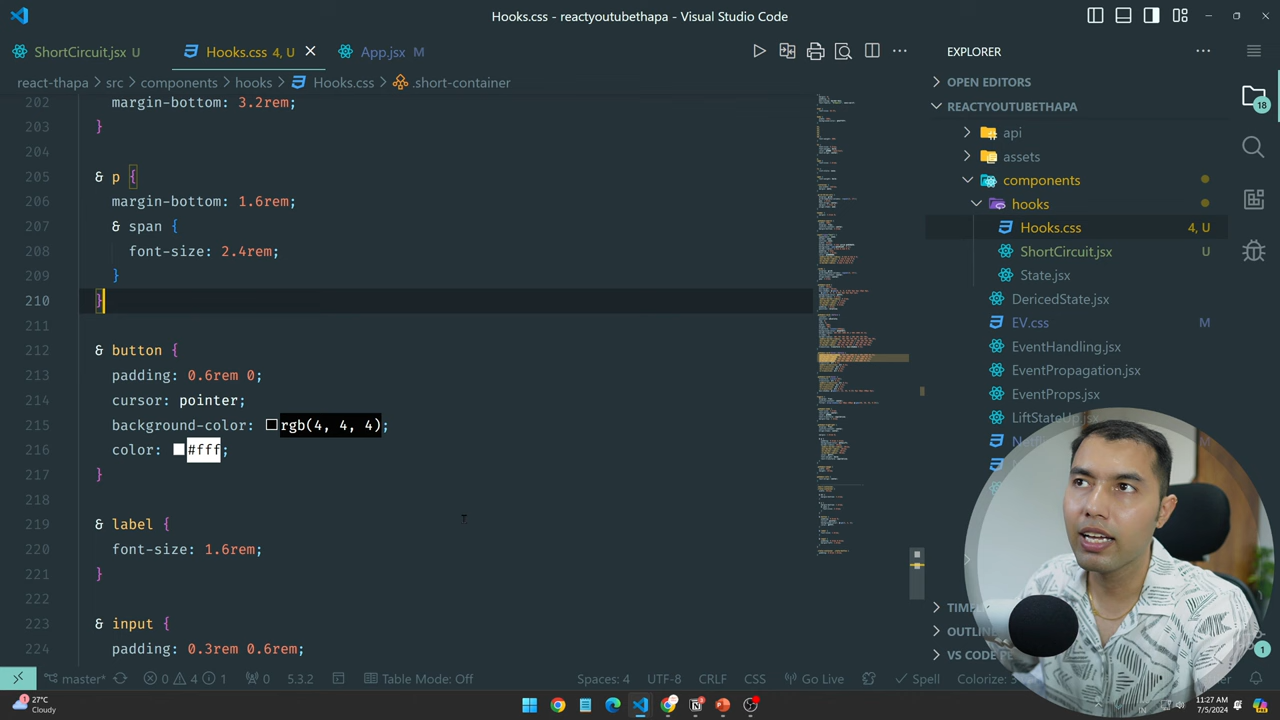 Hooks.css - reactyoutubethapa - Visual Studio Code
ShortCircuit.jsx U
Hooks.css 4, U
App.jsx M
react-thapa > src > components > hooks > Hooks.css > .short-container
202 margin-bottom: 3.2rem;
203 }
204
205 & p {
206 margin-bottom: 1.6rem;
207 & span {
208 font-size: 2.4rem;
209 }
210 }
211
212 & button {
213 padding: 0.6rem 0;
214 cursor: pointer;
215 background-color: rgb(4, 4, 4);
216 color: #fff;
217 }
218
219 & label {
220 font-size: 1.6rem;
221 }
222
223 & input {
224 padding: 0.3rem 0.6rem;
EXPLORER
OPEN EDITORS
REACTYOUTUBETHAPA
api
assets
components
hooks
Hooks.css 4, U
ShortCircuit.jsx U
State.jsx
DericedState.jsx
EV.css M
EventHandling.jsx
EventPropagation.jsx
EventProps.jsx
LiftStateUp.
OUTLIN
VS CODE PE
18
1
master*
0 4 1
0
5.3.2
Table Mode: Off
Spaces: 4
UTF-8
CRLF
CSS
Go Live
Spell
27°C
Cloudy
11:27 AM
7/5/2024